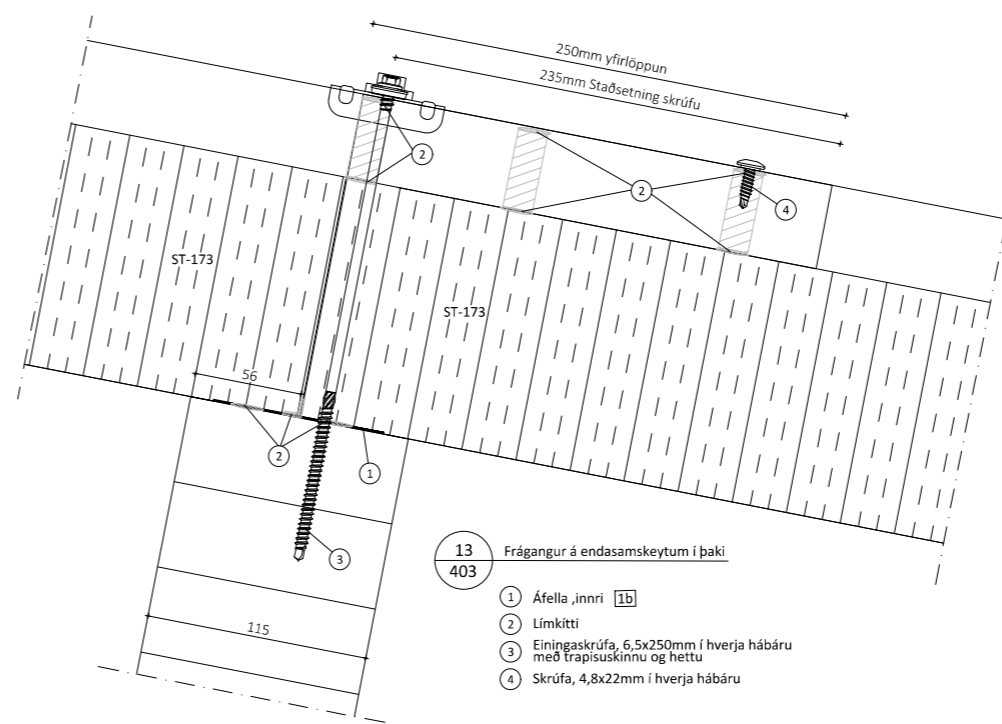 250mm yfirlöppun
235mm Staðsetning skrúfu
2
2
4
ST-173
ST-173
56
2
1
3
115
13
403
Frágangur á endasamskeytum í þaki
1 Áfella ,innri 1b
2 Límkítti
3 Einingaskrúfa, 6,5x250mm í hverja hábáru
með trapisuskinnu og hettu
4 Skrúfa, 4,8x22mm í hverja hábáru